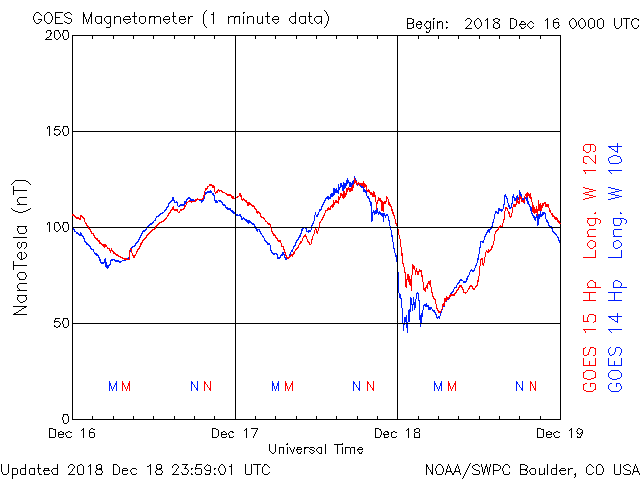 GOES Magnetometer (1 minute data)
Begin: 2018 Dec 16 0000 UTC
200
150
100
50
0
NanoTesla (nT)
M M N N M M N N M M N N
Dec 16 Dec 17 Dec 18 Dec 19
Universal Time
GOES 15 Hp Long. W 129
GOES 14 Hp Long. W 104
Updated 2018 Dec 18 23:59:01 UTC
NOAA/SWPC Boulder, CO USA